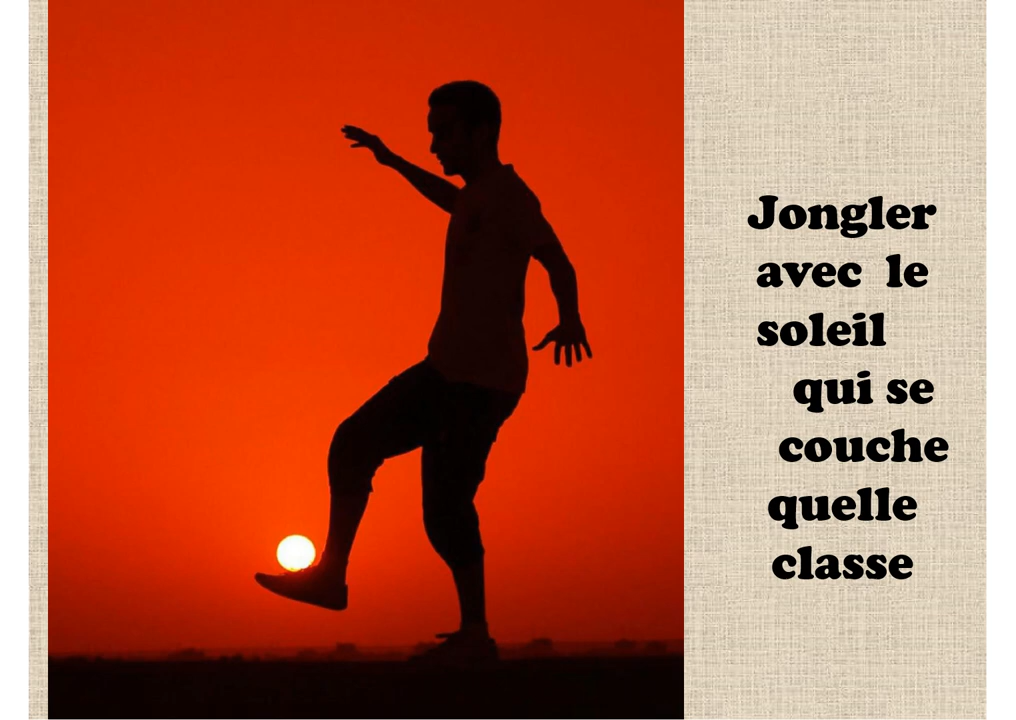 Jongler
avec le
soleil
qui se
couche
quelle
classe